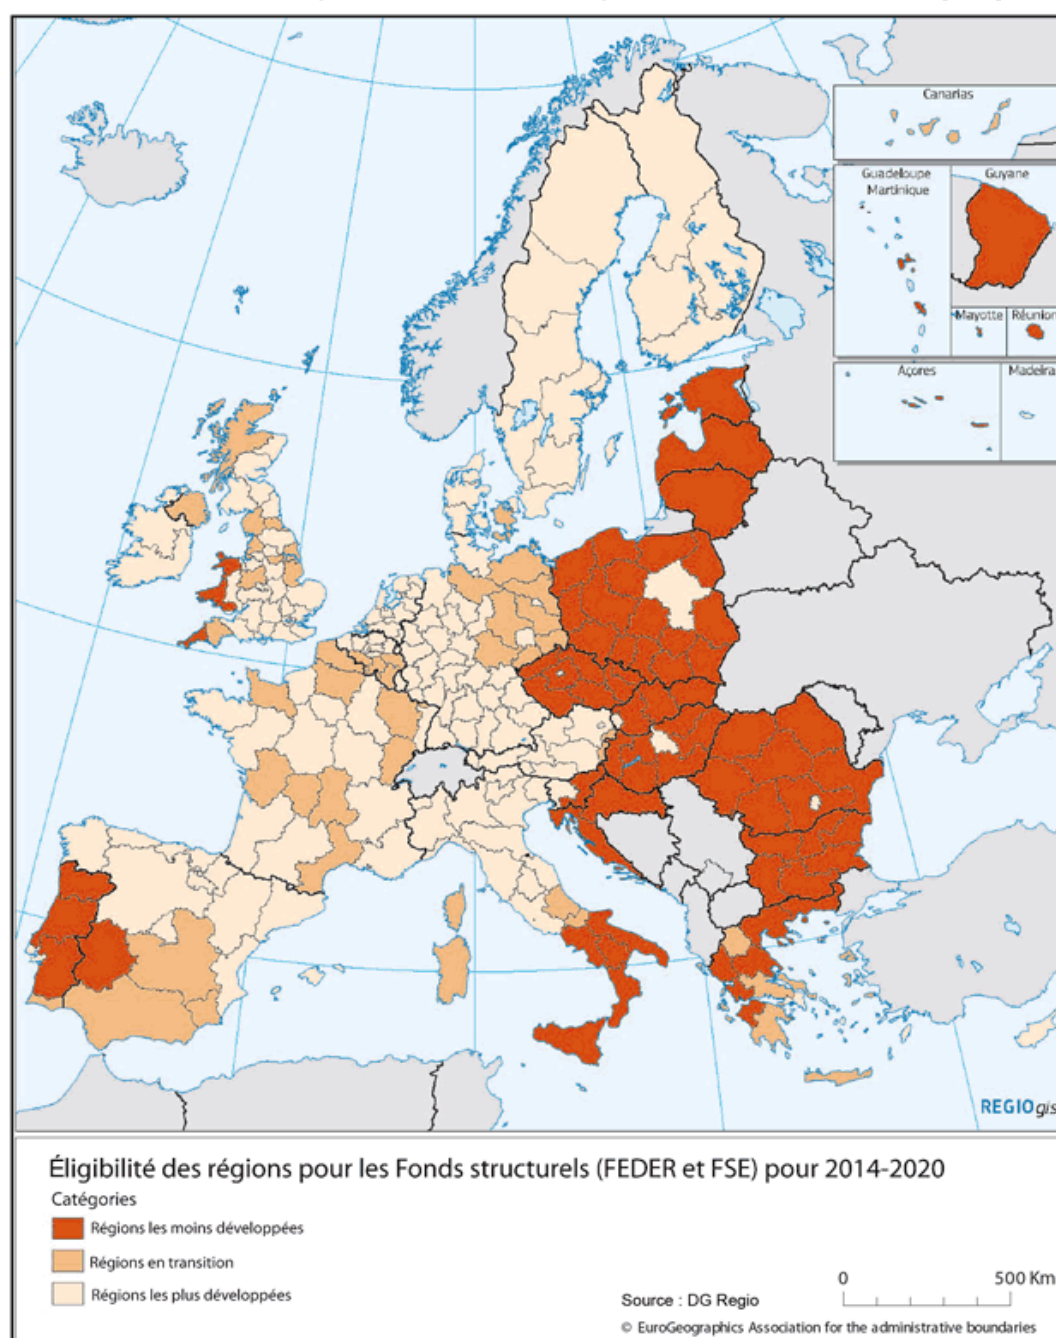 Canarias
Guadeloupe
Martinique
Guyane
Mayotte
Réunion
Açores
Madeira
REGIOgis
Éligibilité des régions pour les Fonds structurels (FEDER et FSE) pour 2014-2020
Catégories
Régions les moins développées
Régions en transition
Régions les plus développées
0
500 Km
Source : DG Regio
© EuroGeographics Association for the administrative boundaries